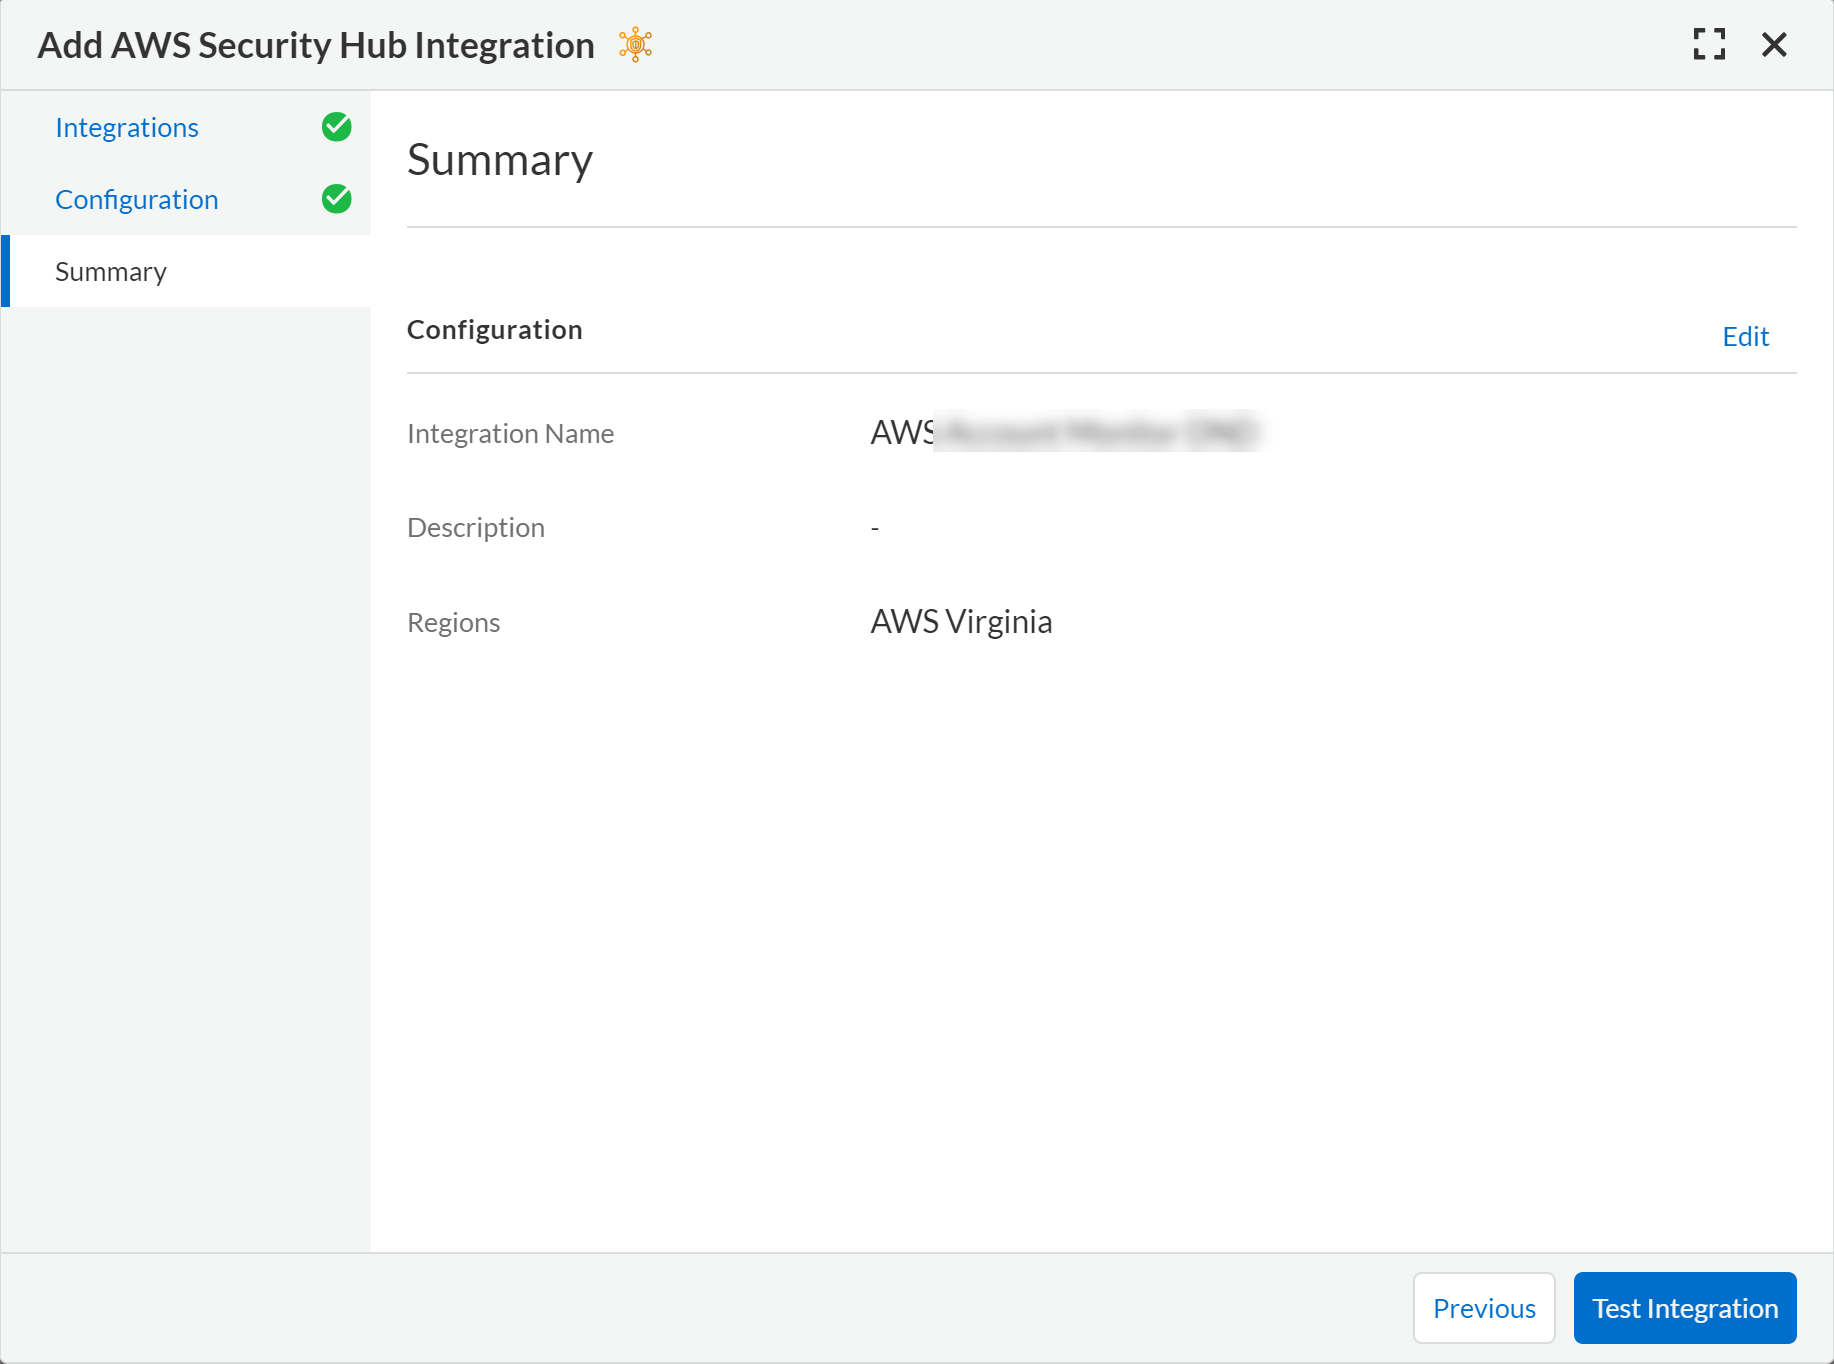 Add AWS Security Hub Integration
Integrations
Configuration
Summary
Summary
Configuration
Edit
Integration Name
AWS
Description
-
Regions
AWS Virginia
Previous
Test Integration